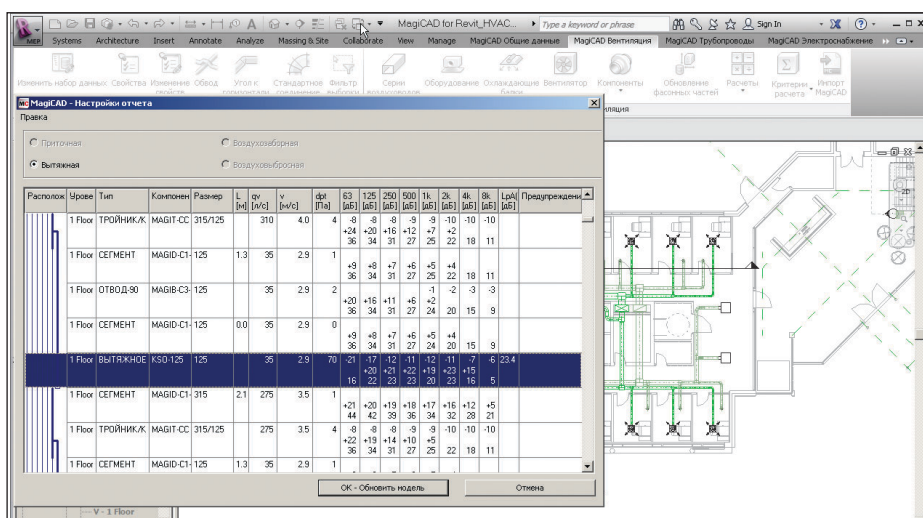 MagiCAD for Revit_HVAC... Type a keyword or phrase Sign In
MEP Systems Architecture Insert Annotate Analyze Massing & Site Collaborate View Manage MagiCAD Общие данные MagiCAD Вентиляция MagiCAD Трубопроводы MagiCAD Электроснабжение
Изменить набор данных Свойства Изменение Обвод Угол к Стандартное Фильтр Серии Оборудование Охлаждающие Вентилятор Компоненты Обновление Расчеты Критерии Импорт
свойств горизонтали соединение выборки воздуховодов балки фасонных частей расчета MagiCAD
MagiCAD - Настройки отчета
Правка
Приточная Воздухозаборная
Вытяжная Воздуховыбросная
Располож Урове Тип Компонен Размер L [м] qv [л/с] v [м/с] dpt [Па] 63 [дБ] 125 [дБ] 250 [дБ] 500 [дБ] 1k [дБ] 2k [дБ] 4k [дБ] 8k [дБ] LpA( [дБ] Предупреждени
1 Floor ТРОЙНИК/К MAGIT-CC 315/125 310 4.0 4 -8 -8 -8 -9 -9 -10 -10 -10
+24 +20 +16 +12 +7 +2
36 34 31 27 25 22 18 11
1 Floor СЕГМЕНТ MAGID-C1- 125 1.3 35 2.9 1
+9 +8 +7 +6 +5 +4
36 34 31 27 25 22 18 11
1 Floor ОТВОД-90 MAGIB-C3- 125 35 2.9 2 -1 -2 -3 -3
+20 +16 +11 +6 +2
36 34 31 27 24 20 15 9
1 Floor СЕГМЕНТ MAGID-C1- 125 0.0 35 2.9 0
+9 +8 +7 +6 +5 +4
36 34 31 27 24 20 15 9
1 Floor ВЫТЯЖНОЕ KSO-125 125 35 2.9 70 -21 -17 -12 -11 -12 -11 -7 -6 23.4
+20 +21 +22 +19 +23 +15
16 22 23 23 20 23 16 5
1 Floor СЕГМЕНТ MAGID-C1- 315 2.1 275 3.5 1
+21 +20 +19 +18 +17 +16 +12 +5
44 42 39 36 34 32 28 21
1 Floor ТРОЙНИК/К MAGIT-CC 315/125 275 3.5 4 -8 -8 -8 -9 -9 -10 -10 -10
+22 +19 +14 +10 +5
36 34 31 27 25 22 18 11
1 Floor СЕГМЕНТ MAGID-C1- 125 1.3 35 2.9 1
OK - Обновить модель Отмена
V - 1 Floor